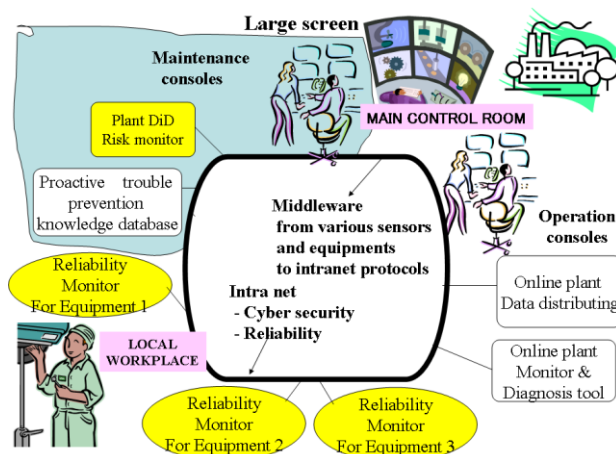 Large screen
Maintenance
consoles
Plant DiD
Risk monitor
MAIN CONTROL ROOM
Proactive trouble
prevention
knowledge database
Middleware
from various sensors
and equipments
to intranet protocols
Operation
consoles
Reliability
Monitor
For Equipment 1
Intra net
- Cyber security
- Reliability
Online plant
Data distributing
LOCAL
WORKPLACE
Online plant
Monitor &
Diagnosis tool
Reliability
Monitor
For Equipment 2
Reliability
Monitor
For Equipment 3